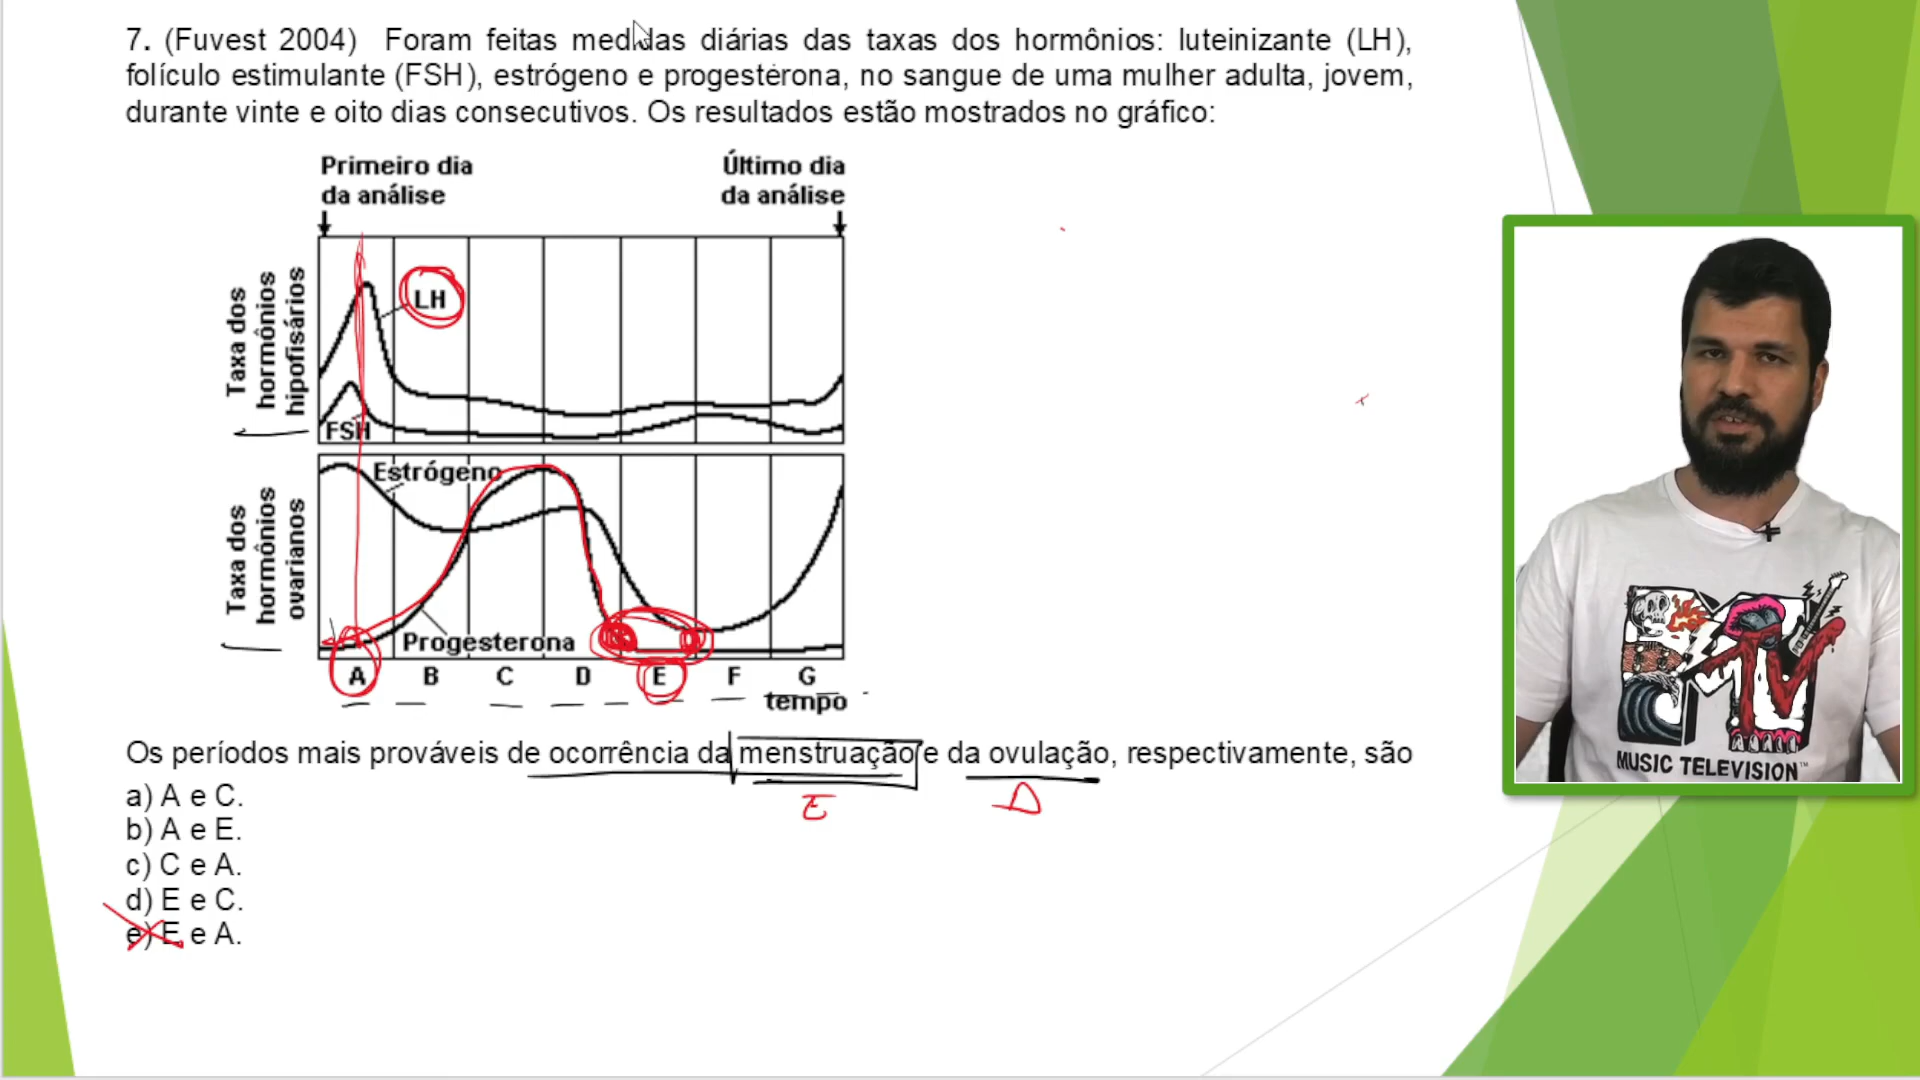 7. (Fuvest 2004) Foram feitas medidas diárias das taxas dos hormônios: luteinizante (LH),
folículo estimulante (FSH), estrógeno e progesterona, no sangue de uma mulher adulta, jovem,
durante vinte e oito dias consecutivos. Os resultados estão mostrados no gráfico:
Primeiro dia
da análise
Último dia
da análise
Taxa dos
hormônios
hipofisários
LH
FSH
Taxa dos
hormônios
ovarianos
Estrógeno
Progesterona
A B C D E F G
tempo
Os períodos mais prováveis de ocorrência da menstruação e da ovulação, respectivamente, são
E
a) A e C.
b) A e E.
c) C e A.
d) E e C.
e) E e A.
MTV
MUSIC TELEVISION™